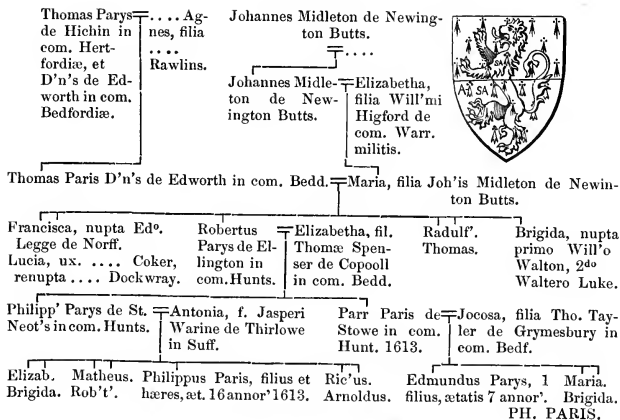 Thomas Parys
de Hichin in
com. Hert-
fordiæ, et
D'n's de Ed-
worth in com.
Bedfordiæ.
.... Ag-
nes, filia
....
Rawlins.
Johannes Midleton de Newing-
ton Butts.
....
Johannes Midle-
ton de New-
ington Butts.
Elizabetha,
filia Will'mi
Higford de
com. Warr.
militis.
SA
A SA
Thomas Paris D'n's de Edworth in com. Bedd.
Maria, filia Joh'is Midleton de Newin-
ton Butts.
Francisca, nupta Edº.
Legge de Norff.
Lucia, ux. .... Coker,
renupta .... Dockwray.
Robertus
Parys de El-
lington in
com. Hunts.
Elizabetha, fil.
Thomæ Spen-
ser de Copooll
in com. Bedd.
Radulf'.
Thomas.
Brigida, nupta
primo Will'o
Walton, 2do
Waltero Luke.
Philipp' Parys de St.
Neot's in com. Hunts.
Antonia, f. Jasperi
Warine de Thirlowe
in Suff.
Parr Paris de
Stowe in com.
Hunt. 1613.
Jocosa, filia Tho. Tay-
ler de Grymesbury in
com. Bedf.
Elizab.
Brigida.
Matheus.
Rob't'.
Philippus Paris, filius et
hæres, æt. 16 annor' 1613.
Ric'us.
Arnoldus.
Edmundus Parys, 1
filius, ætatis 7 annor'.
Maria.
Brigida.
PH. PARIS.